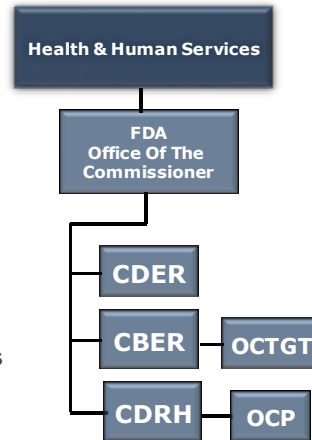 Health & Human Services
FDA
Office Of The
Commissioner
CDER
CBER
OCTGT
s
CDRH
OCP